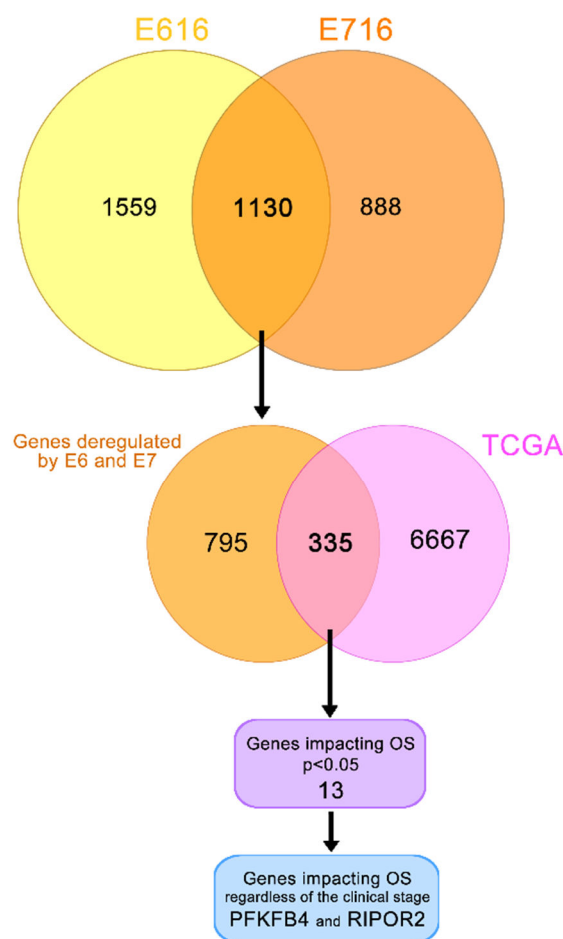 E616 E716
1559 1130 888
Genes deregulated
by E6 and E7
TCGA
795 335 6667
Genes impacting OS
p<0.05
13
Genes impacting OS
regardless of the clinical stage
PFKFB4 and RIPOR2